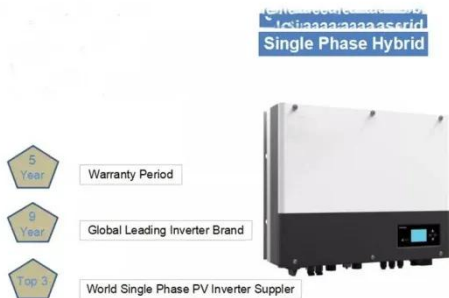 Single Phase Hybrid
5
Year
Warranty Period
9
Year
Global Leading Inverter Brand
Top 3
World Single Phase PV Inverter Suppler